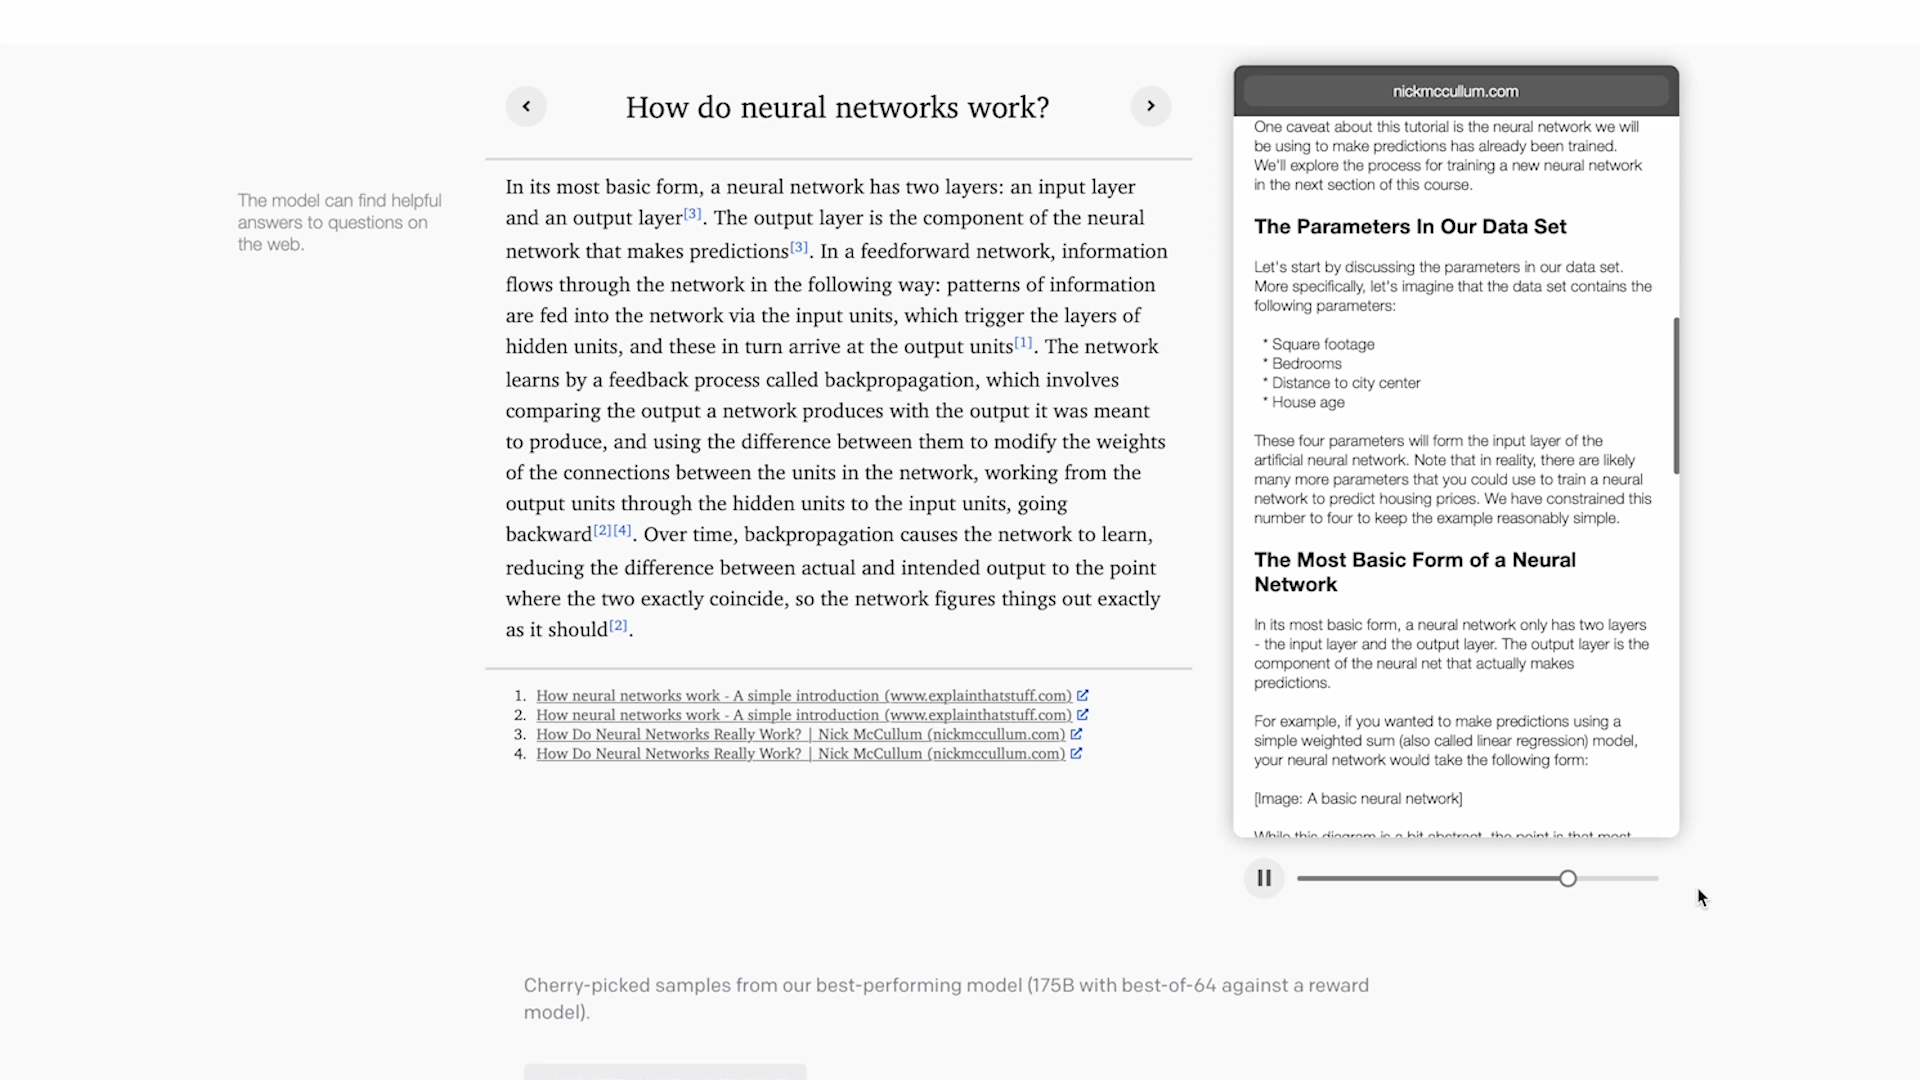 The model can find helpful
answers to questions on
the web.
How do neural networks work?
In its most basic form, a neural network has two layers: an input layer
and an output layer[3]. The output layer is the component of the neural
network that makes predictions[3]. In a feedforward network, information
flows through the network in the following way: patterns of information
are fed into the network via the input units, which trigger the layers of
hidden units, and these in turn arrive at the output units[1]. The network
learns by a feedback process called backpropagation, which involves
comparing the output a network produces with the output it was meant
to produce, and using the difference between them to modify the weights
of the connections between the units in the network, working from the
output units through the hidden units to the input units, going
backward[2][4]. Over time, backpropagation causes the network to learn,
reducing the difference between actual and intended output to the point
where the two exactly coincide, so the network figures things out exactly
as it should[2].
1. How neural networks work - A simple introduction (www.explainthatstuff.com)
2. How neural networks work - A simple introduction (www.explainthatstuff.com)
3. How Do Neural Networks Really Work? | Nick McCullum (nickmccullum.com)
4. How Do Neural Networks Really Work? | Nick McCullum (nickmccullum.com)
nickmccullum.com
One caveat about this tutorial is the neural network we will
be using to make predictions has already been trained.
We'll explore the process for training a new neural network
in the next section of this course.
The Parameters In Our Data Set
Let's start by discussing the parameters in our data set.
More specifically, let's imagine that the data set contains the
following parameters:
* Square footage
* Bedrooms
* Distance to city center
* House age
These four parameters will form the input layer of the
artificial neural network. Note that in reality, there are likely
many more parameters that you could use to train a neural
network to predict housing prices. We have constrained this
number to four to keep the example reasonably simple.
The Most Basic Form of a Neural
Network
In its most basic form, a neural network only has two layers
- the input layer and the output layer. The output layer is the
component of the neural net that actually makes
predictions.
For example, if you wanted to make predictions using a
simple weighted sum (also called linear regression) model,
your neural network would take the following form:
[Image: A basic neural network]
While this diagram is a bit abstract, the point is that most
Cherry-picked samples from our best-performing model (175B with best-of-64 against a reward
model).